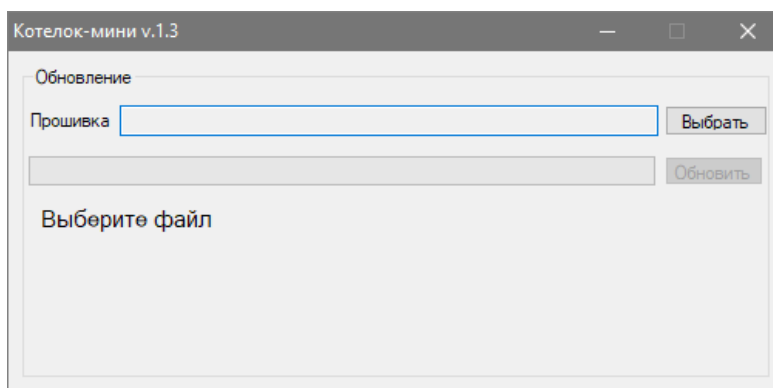 Котелок-мини v.1.3
Обновление
Прошивка Выбрать
Обновить
Выберите файл